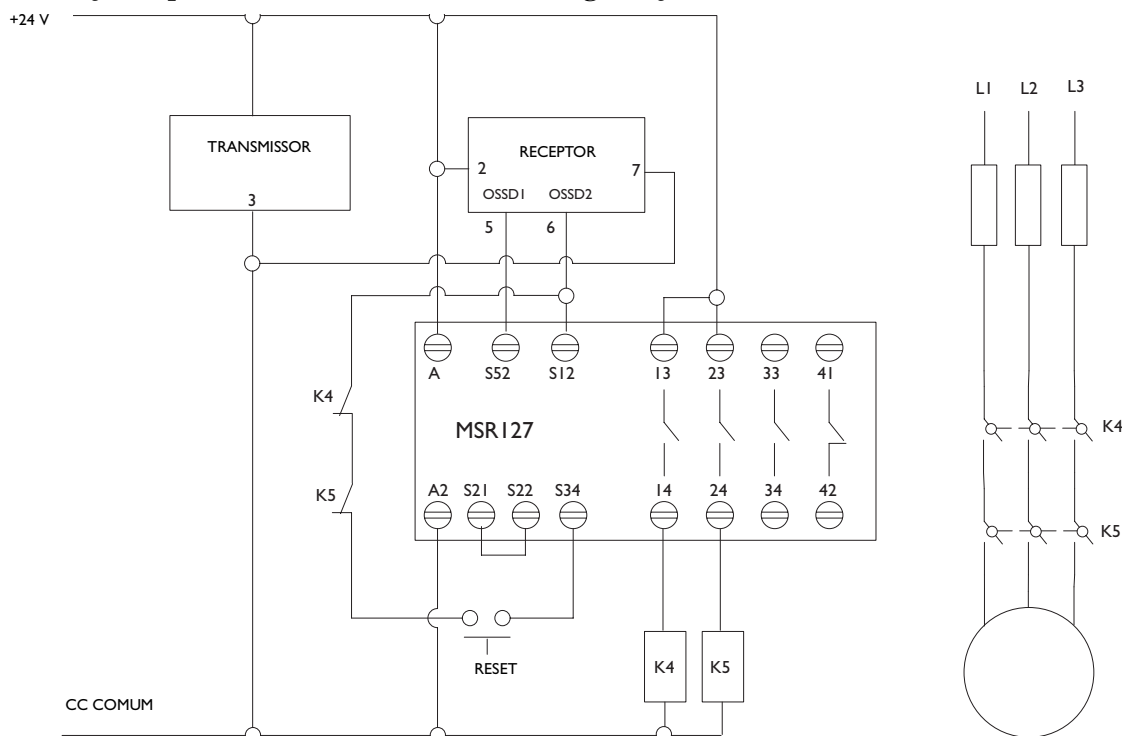 +24 V
TRANSMISSOR
3
RECEPTOR
2
7
OSSD1 OSSD2
5 6
L1 L2 L3
A S52 S12 13 23 33 41
K4
MSR127
K4
K5
A2 S21 S22 S34 14 24 34 42
K5
RESET
K4 K5
CC COMUM